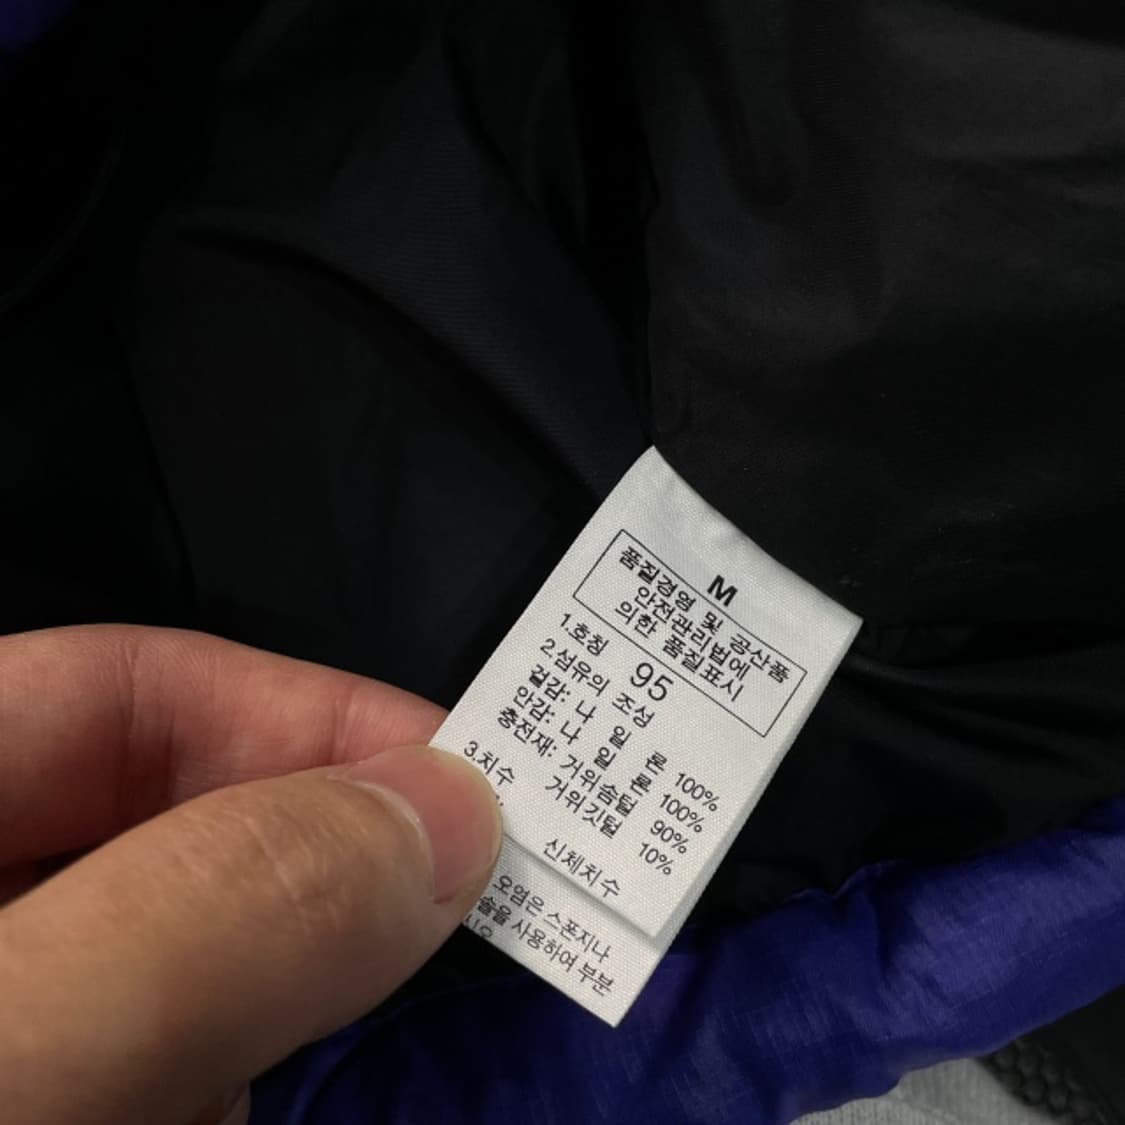 M
품질경영 및 공산품
안전관리법에
의한 품질표시
1.호칭 95
2.섬유의 조성
겉감: 나 일 론 100%
안감: 나 일 론 100%
충전재: 거위솜털 90%
거위깃털 10%
3.치수
신체치수
오염은 스폰지나
솔을 사용하여 부분